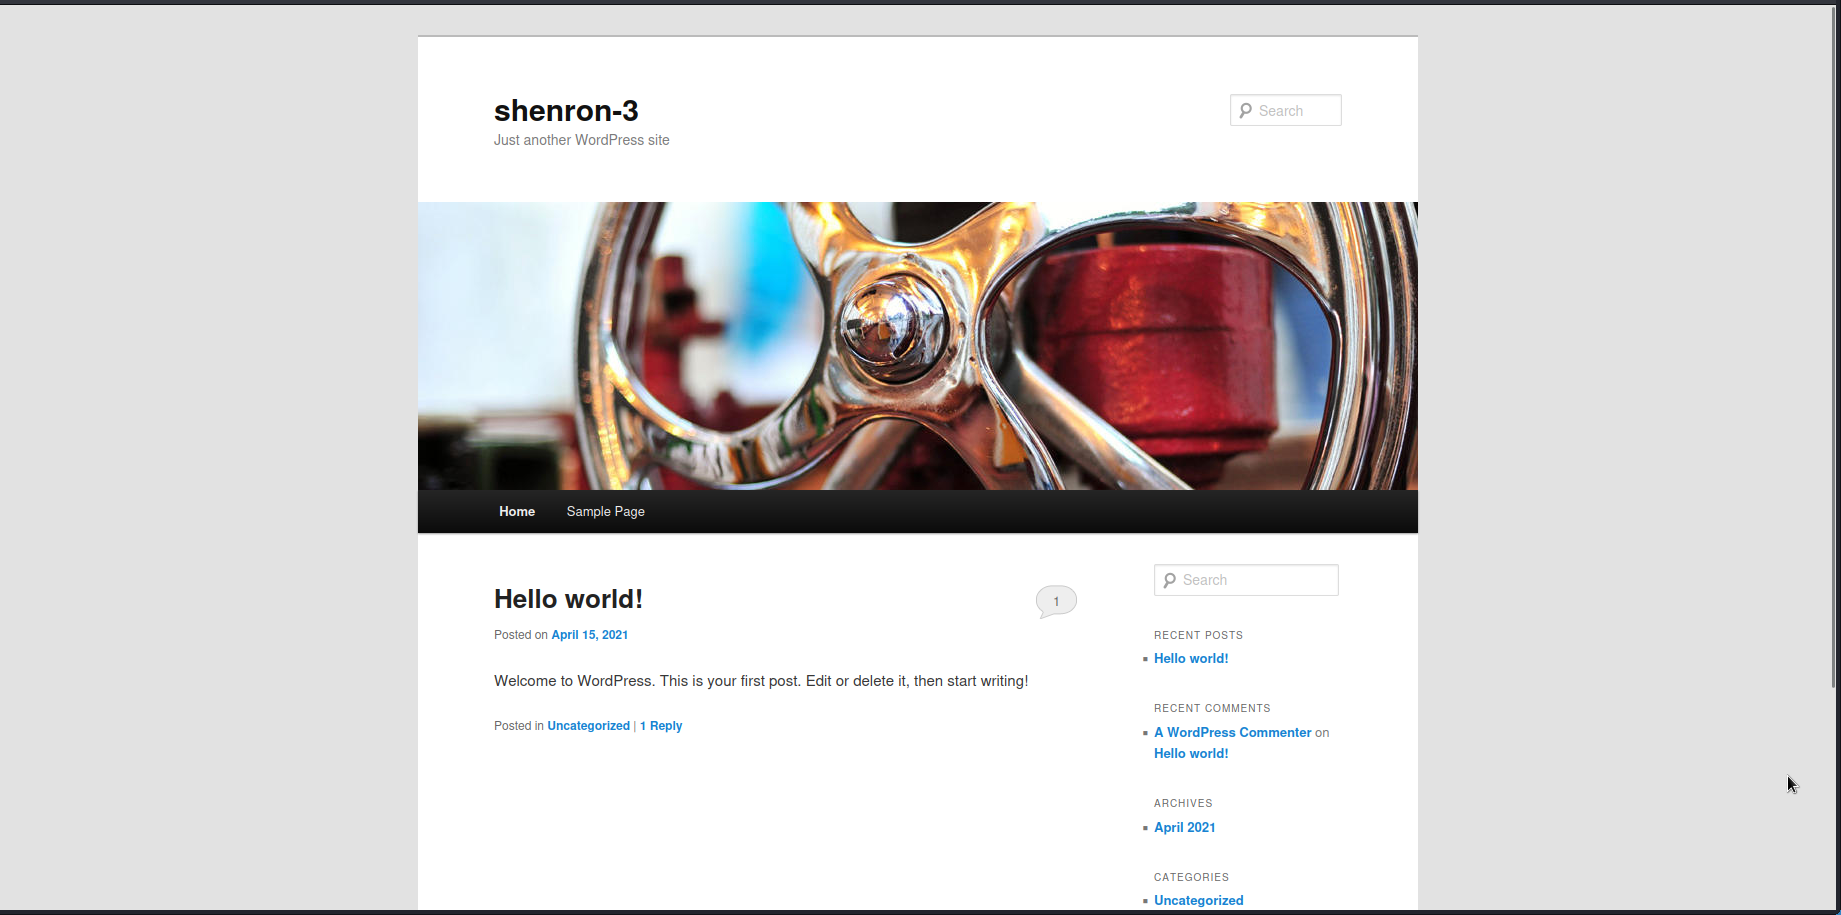 shenron-3
Just another WordPress site
Search
Home
Sample Page
Hello world!
1
Posted on April 15, 2021
Welcome to WordPress. This is your first post. Edit or delete it, then start writing!
Posted in Uncategorized | 1 Reply
Search
RECENT POSTS
Hello world!
RECENT COMMENTS
A WordPress Commenter on
Hello world!
ARCHIVES
April 2021
CATEGORIES
Uncategorized